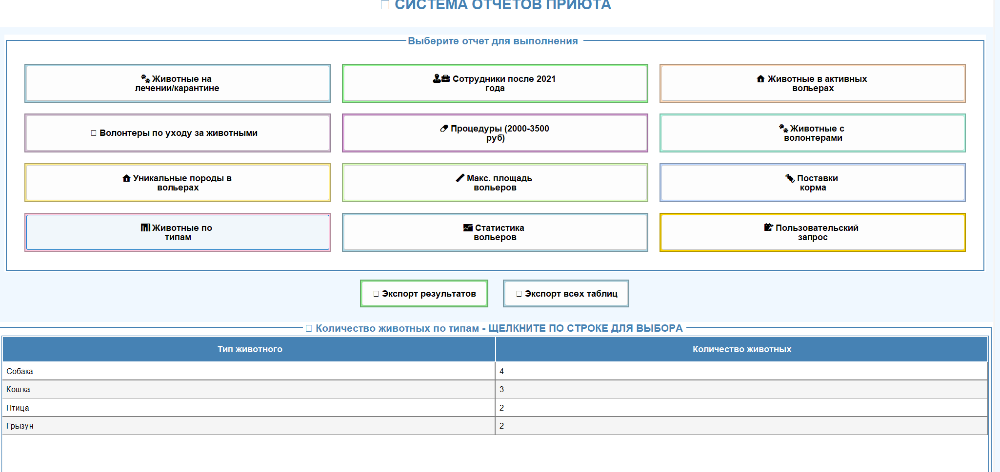 СИСТЕМА ОТЧЕТОВ ПРИЮТА
Выберите отчет для выполнения
Животные на
лечении/карантине
Сотрудники после 2021
года
Животные в активных
вольерах
Волонтеры по уходу за животными
Процедуры (2000-3500
руб)
Животные с
волонтерами
Уникальные породы в
вольерах
Макс. площадь
вольеров
Поставки
корма
Животные по
типам
Статистика
вольеров
Пользовательский
запрос
Экспорт результатов
Экспорт всех таблиц
Количество животных по типам - ЩЕЛКНИТЕ ПО СТРОКЕ ДЛЯ ВЫБОРА
Тип животного Количество животных
Собака 4
Кошка 3
Птица 2
Грызун 2